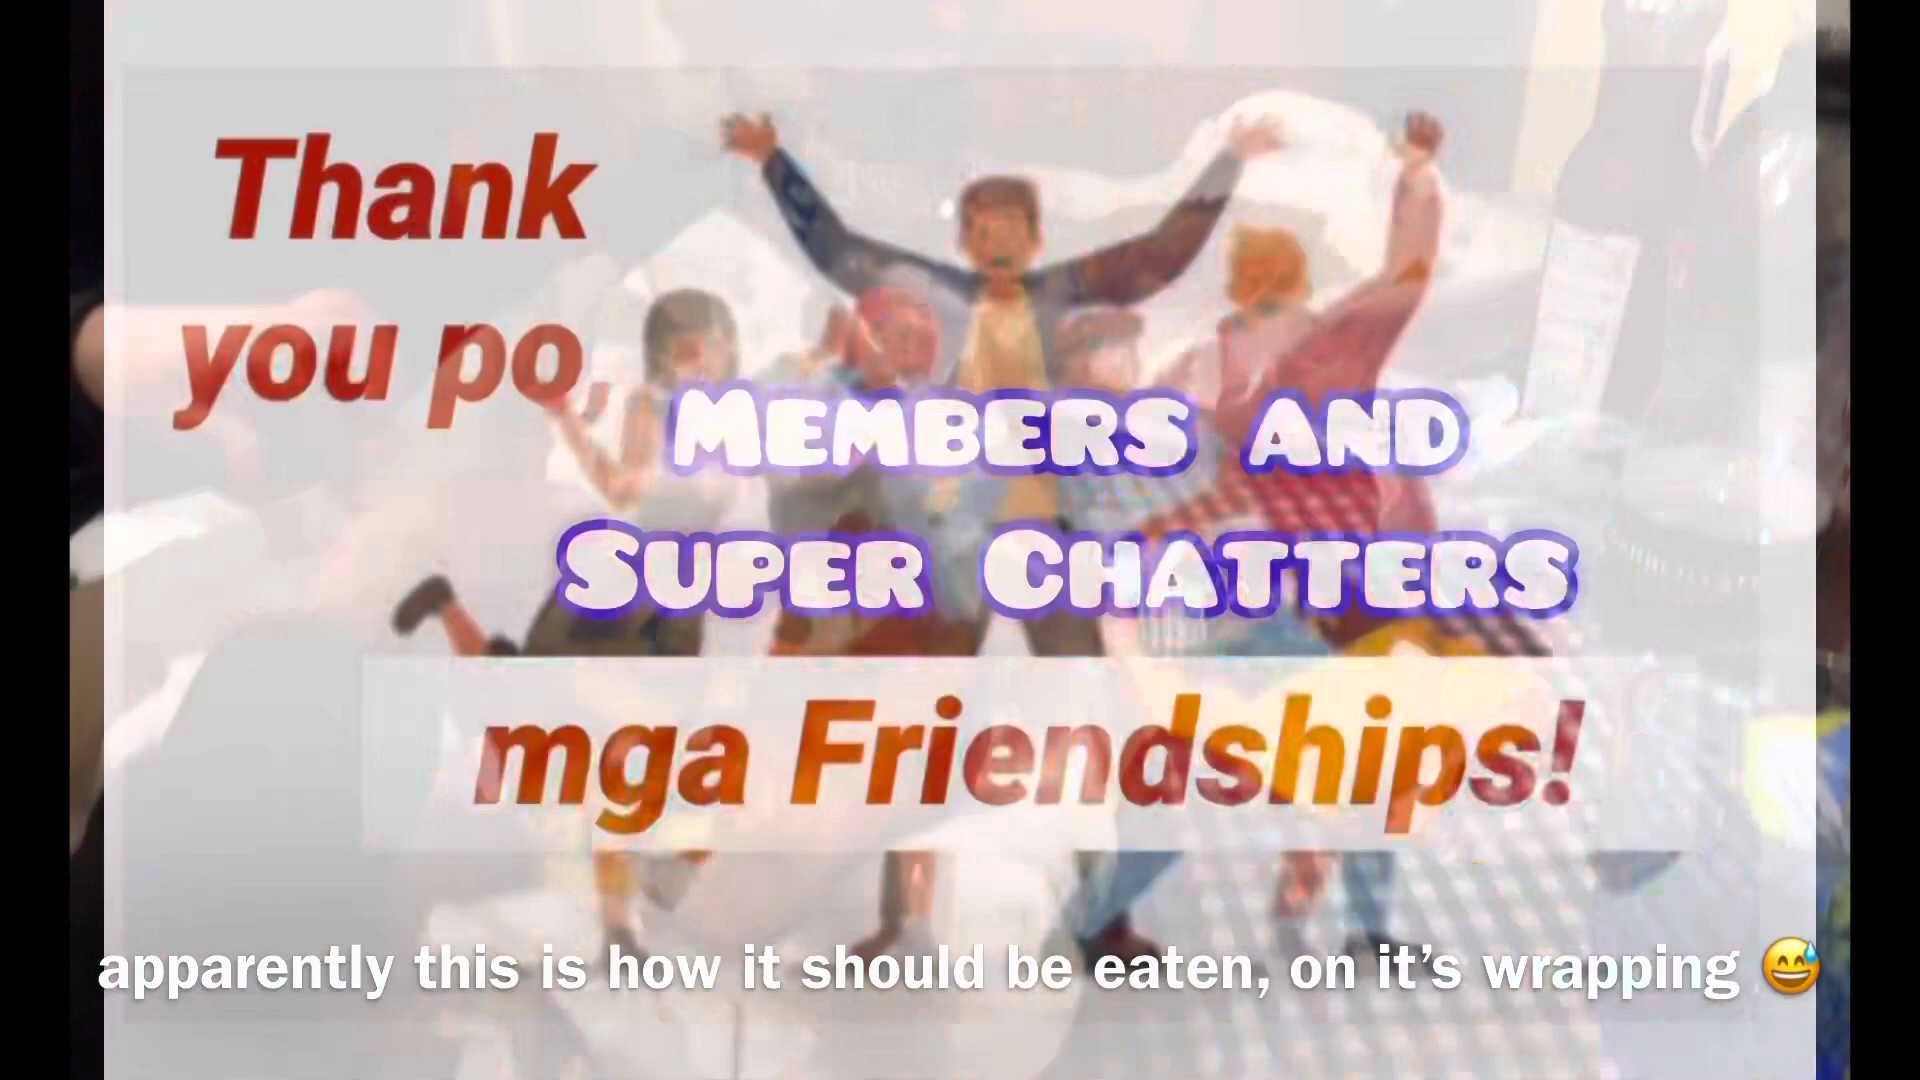 Thank
you po,
MEMBERS AND
SUPER CHATTERS
mga Friendships!
apparently this is how it should be eaten, on it’s wrapping 😅